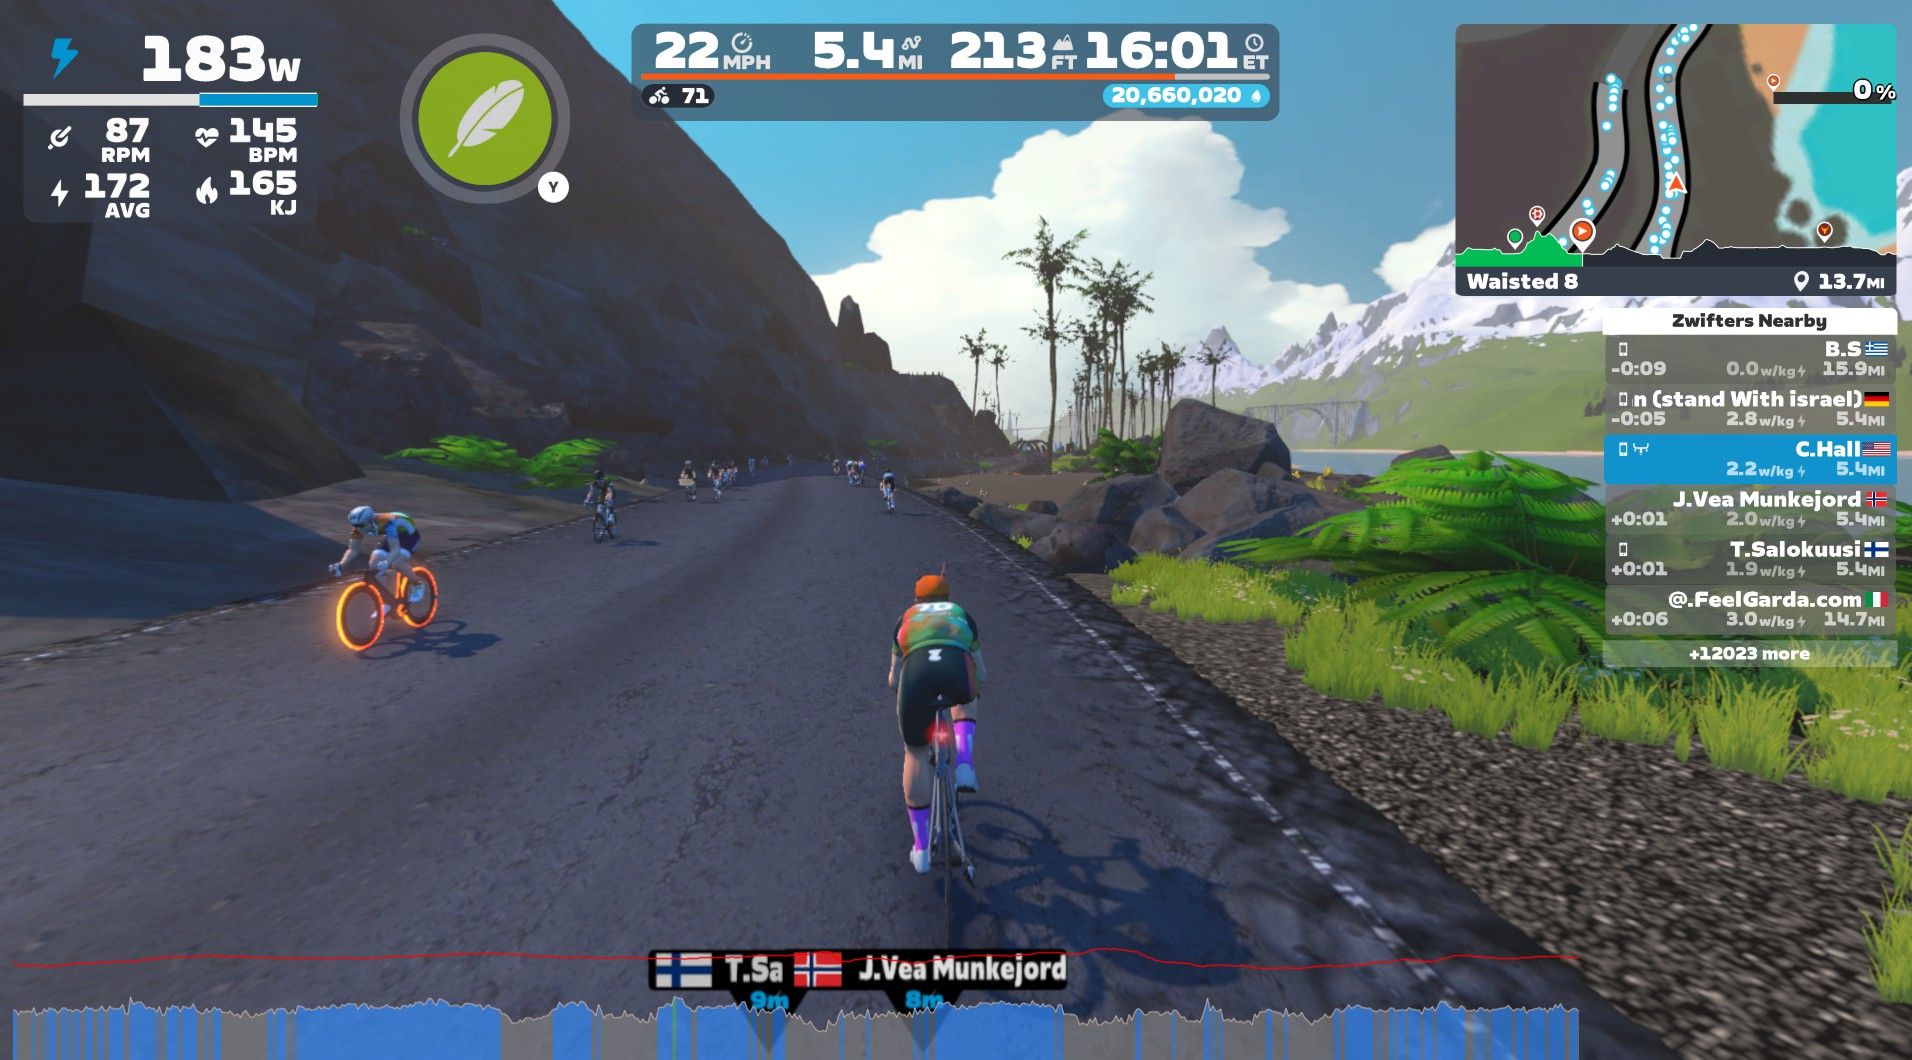 183w
87 RPM
145 BPM
172 AVG
165 KJ
Y
22 MPH 5.4 MI 213 FT 16:01 ET
71
20,660,020
0 %
Waisted 8
13.7MI
Zwifters Nearby
B.S
-0:09 0.0w/kg 15.9MI
n (stand With israel)
-0:05 2.8w/kg 5.4MI
C.Hall
2.2w/kg 5.4MI
J.Vea Munkejord
+0:01 2.0w/kg 5.4MI
T.Salokuusi
+0:01 1.9w/kg 5.4MI
@.FeelGarda.com
+0:06 3.0w/kg 14.7MI
+12023 more
T.Sa
J.Vea Munkejord
9m
8m